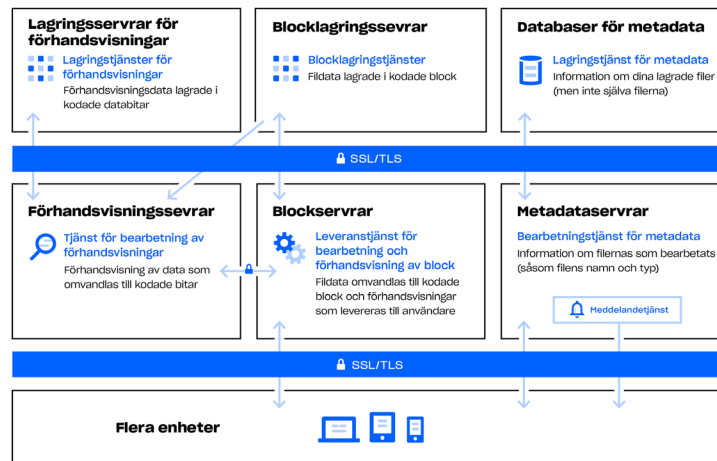 Lagringsservrar för
förhandsvisningar
Lagringstjänster för
förhandsvisningar
Förhandsvisningsdata lagrade i
kodade databitar
Blocklagringssevrar
Blocklagringstjänster
Fildata lagrade i kodade block
Databaser för metadata
Lagringstjänst för metadata
Information om dina lagrade filer
(men inte själva filerna)
SSL/TLS
Förhandsvisningssevrar
Tjänst för bearbetning av
förhandsvisningar
Förhandsvisning av data som
omvandlas till kodade bitar
Blockservrar
Leveranstjänst för
bearbetning och
förhandsvisning av block
Fildata omvandlas till kodade
block och förhandsvisningar
som levereras till användare
Metadataservrar
Bearbetningstjänst för metadata
Information om filernas som bearbetats
(såsom filens namn och typ)
Meddelandetjänst
SSL/TLS
Flera enheter